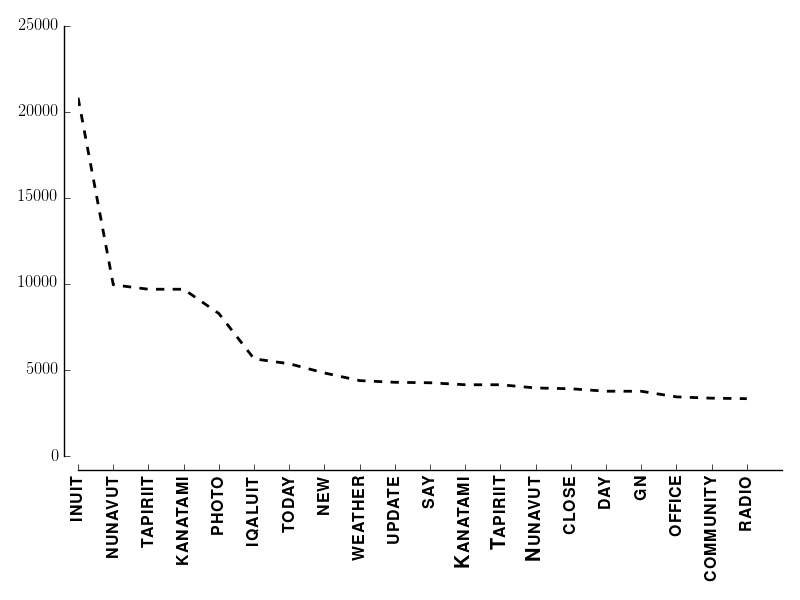 25000
20000
15000
10000
5000
0
INUIT
NUNAVUT
TAPIRIIT
KANATAMI
PHOTO
IQALUIT
TODAY
NEW
WEATHER
UPDATE
SAY
KANATAMI
TAPIRIIT
NUNAVUT
CLOSE
DAY
GN
OFFICE
COMMUNITY
RADIO